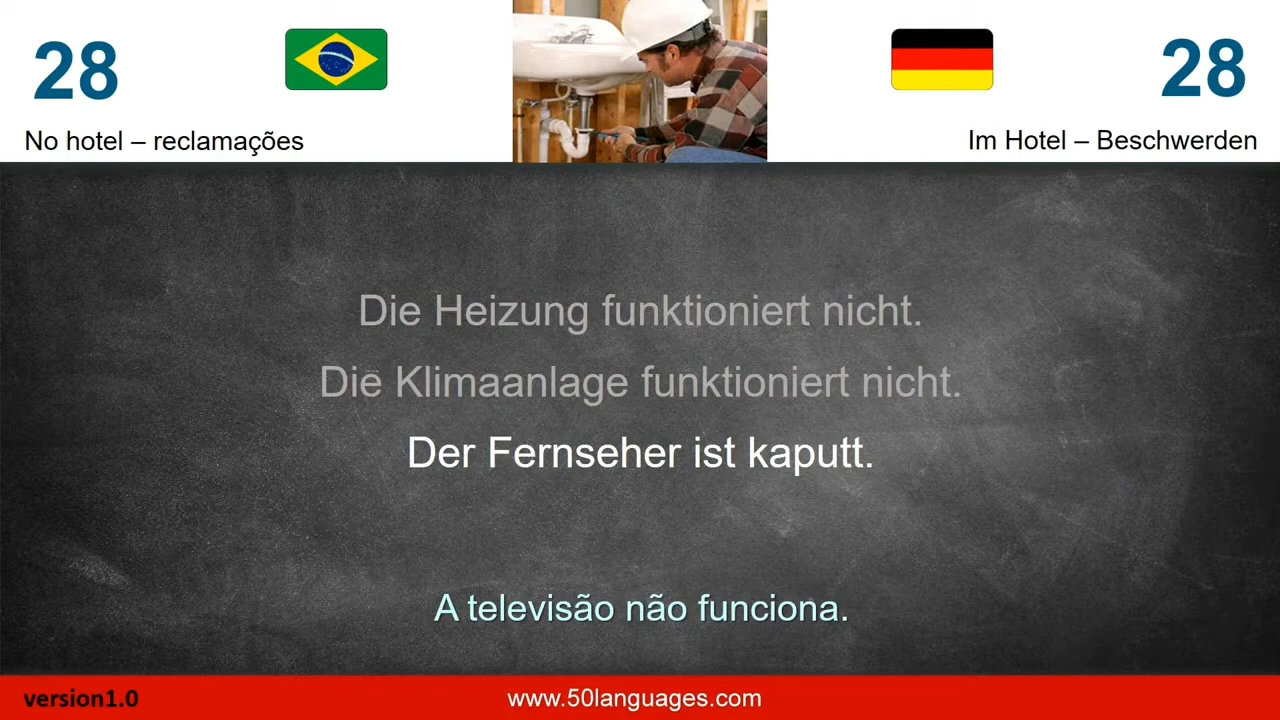 28
28
No hotel – reclamações
Im Hotel – Beschwerden
Die Heizung funktioniert nicht.
Die Klimaanlage funktioniert nicht.
Der Fernseher ist kaputt.
A televisão não funciona.
version1.0
www.50languages.com